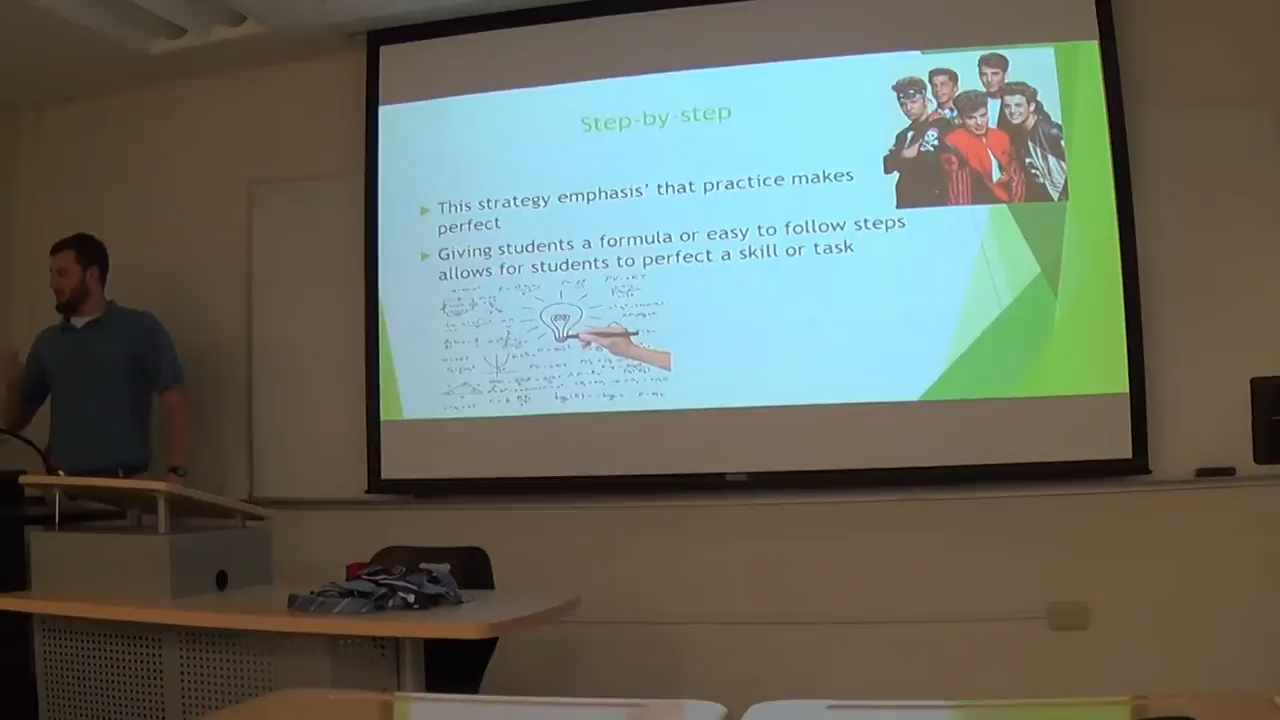 Step-by-step
This strategy emphasis' that practice makes
perfect
Giving students a formula or easy to follow steps
allows for students to perfect a skill or task